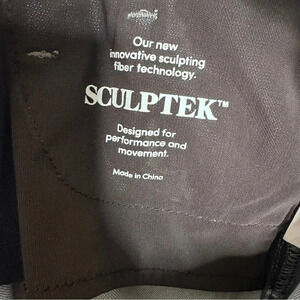 Our new
innovative sculpting
fiber technology.
SCULPTEK™
Designed for
performance and
movement.
Made in China